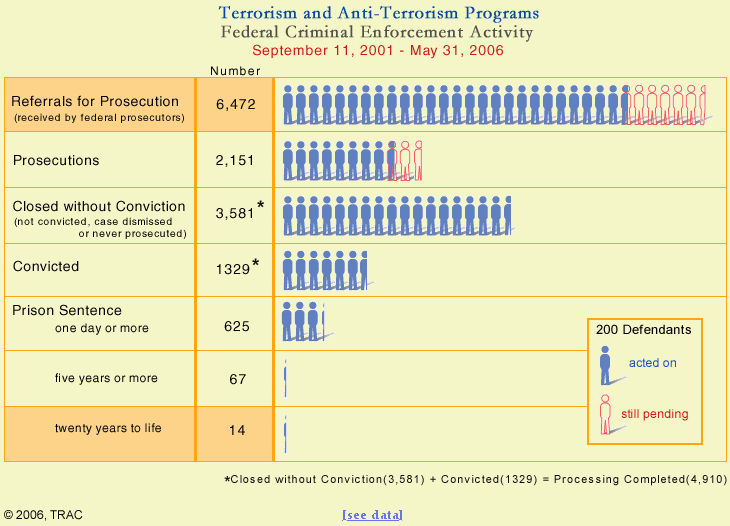 Terrorism and Anti-Terrorism Programs
Federal Criminal Enforcement Activity
September 11, 2001 - May 31, 2006
Number
Referrals for Prosecution
(received by federal prosecutors)
6,472
Prosecutions
2,151
Closed without Conviction
(not convicted, case dismissed
or never prosecuted)
3,581*
Convicted
1329*
Prison Sentence
one day or more
625
five years or more
67
twenty years to life
14
200 Defendants
acted on
still pending
*Closed without Conviction(3,581) + Convicted(1329) = Processing Completed(4,910)
© 2006, TRAC
[see data]